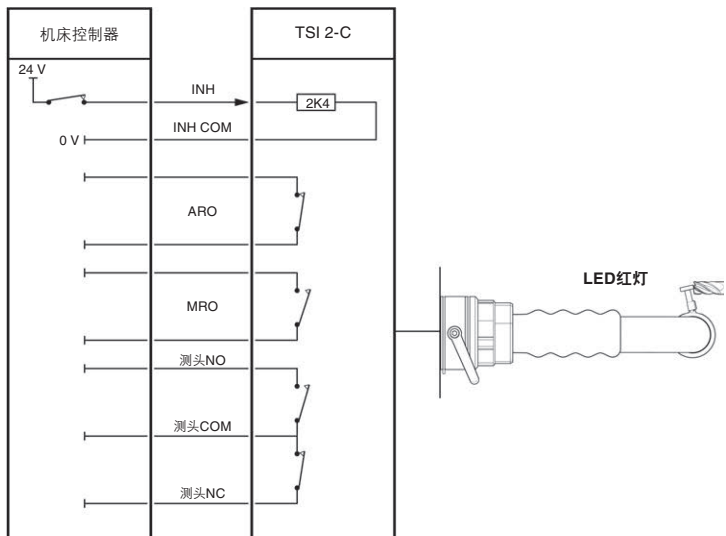 机床控制器
TSI 2-C
24 V
INH
2K4
INH COM
0 V
ARO
LED红灯
MRO
测头NO
测头COM
测头NC